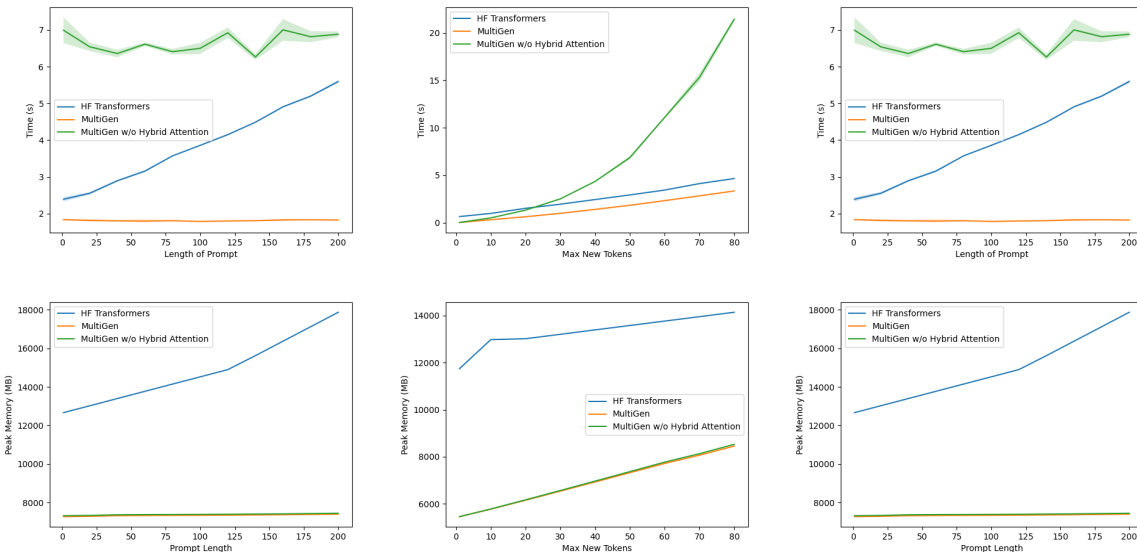 7
6
5
4
3
2
Time (s)
HF Transformers
MultiGen
MultiGen w/o Hybrid Attention
0 25 50 75 100 125 150 175 200
Length of Prompt
20
15
10
5
0
Time (s)
HF Transformers
MultiGen
MultiGen w/o Hybrid Attention
0 10 20 30 40 50 60 70 80
Max New Tokens
7
6
5
4
3
2
Time (s)
HF Transformers
MultiGen
MultiGen w/o Hybrid Attention
0 25 50 75 100 125 150 175 200
Length of Prompt
18000
16000
14000
12000
10000
8000
Peak Memory (MB)
HF Transformers
MultiGen
MultiGen w/o Hybrid Attention
0 25 50 75 100 125 150 175 200
Prompt Length
14000
12000
10000
8000
6000
Peak Memory (MB)
HF Transformers
MultiGen
MultiGen w/o Hybrid Attention
0 10 20 30 40 50 60 70 80
Max New Tokens
18000
16000
14000
12000
10000
8000
Peak Memory (MB)
HF Transformers
MultiGen
MultiGen w/o Hybrid Attention
0 25 50 75 100 125 150 175 200
Prompt Length